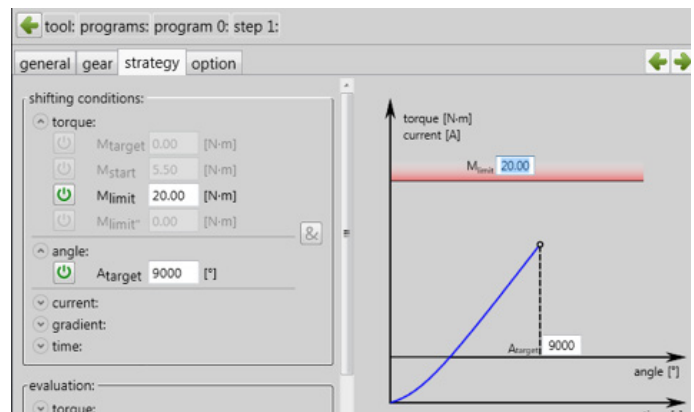 tool: programs: program 0: step 1:
general gear strategy option
shifting conditions:
torque:
Mtarget 0.00 [N·m]
Mstart 5.50 [N·m]
Mlimit 20.00 [N·m]
Mlimit- 0.00 [N·m]
&
angle:
Atarget 9000 [°]
current:
gradient:
time:
evaluation:
torque:
torque [N·m]
current [A]
Mlimit 20.00
Atarget 9000
angle [°]